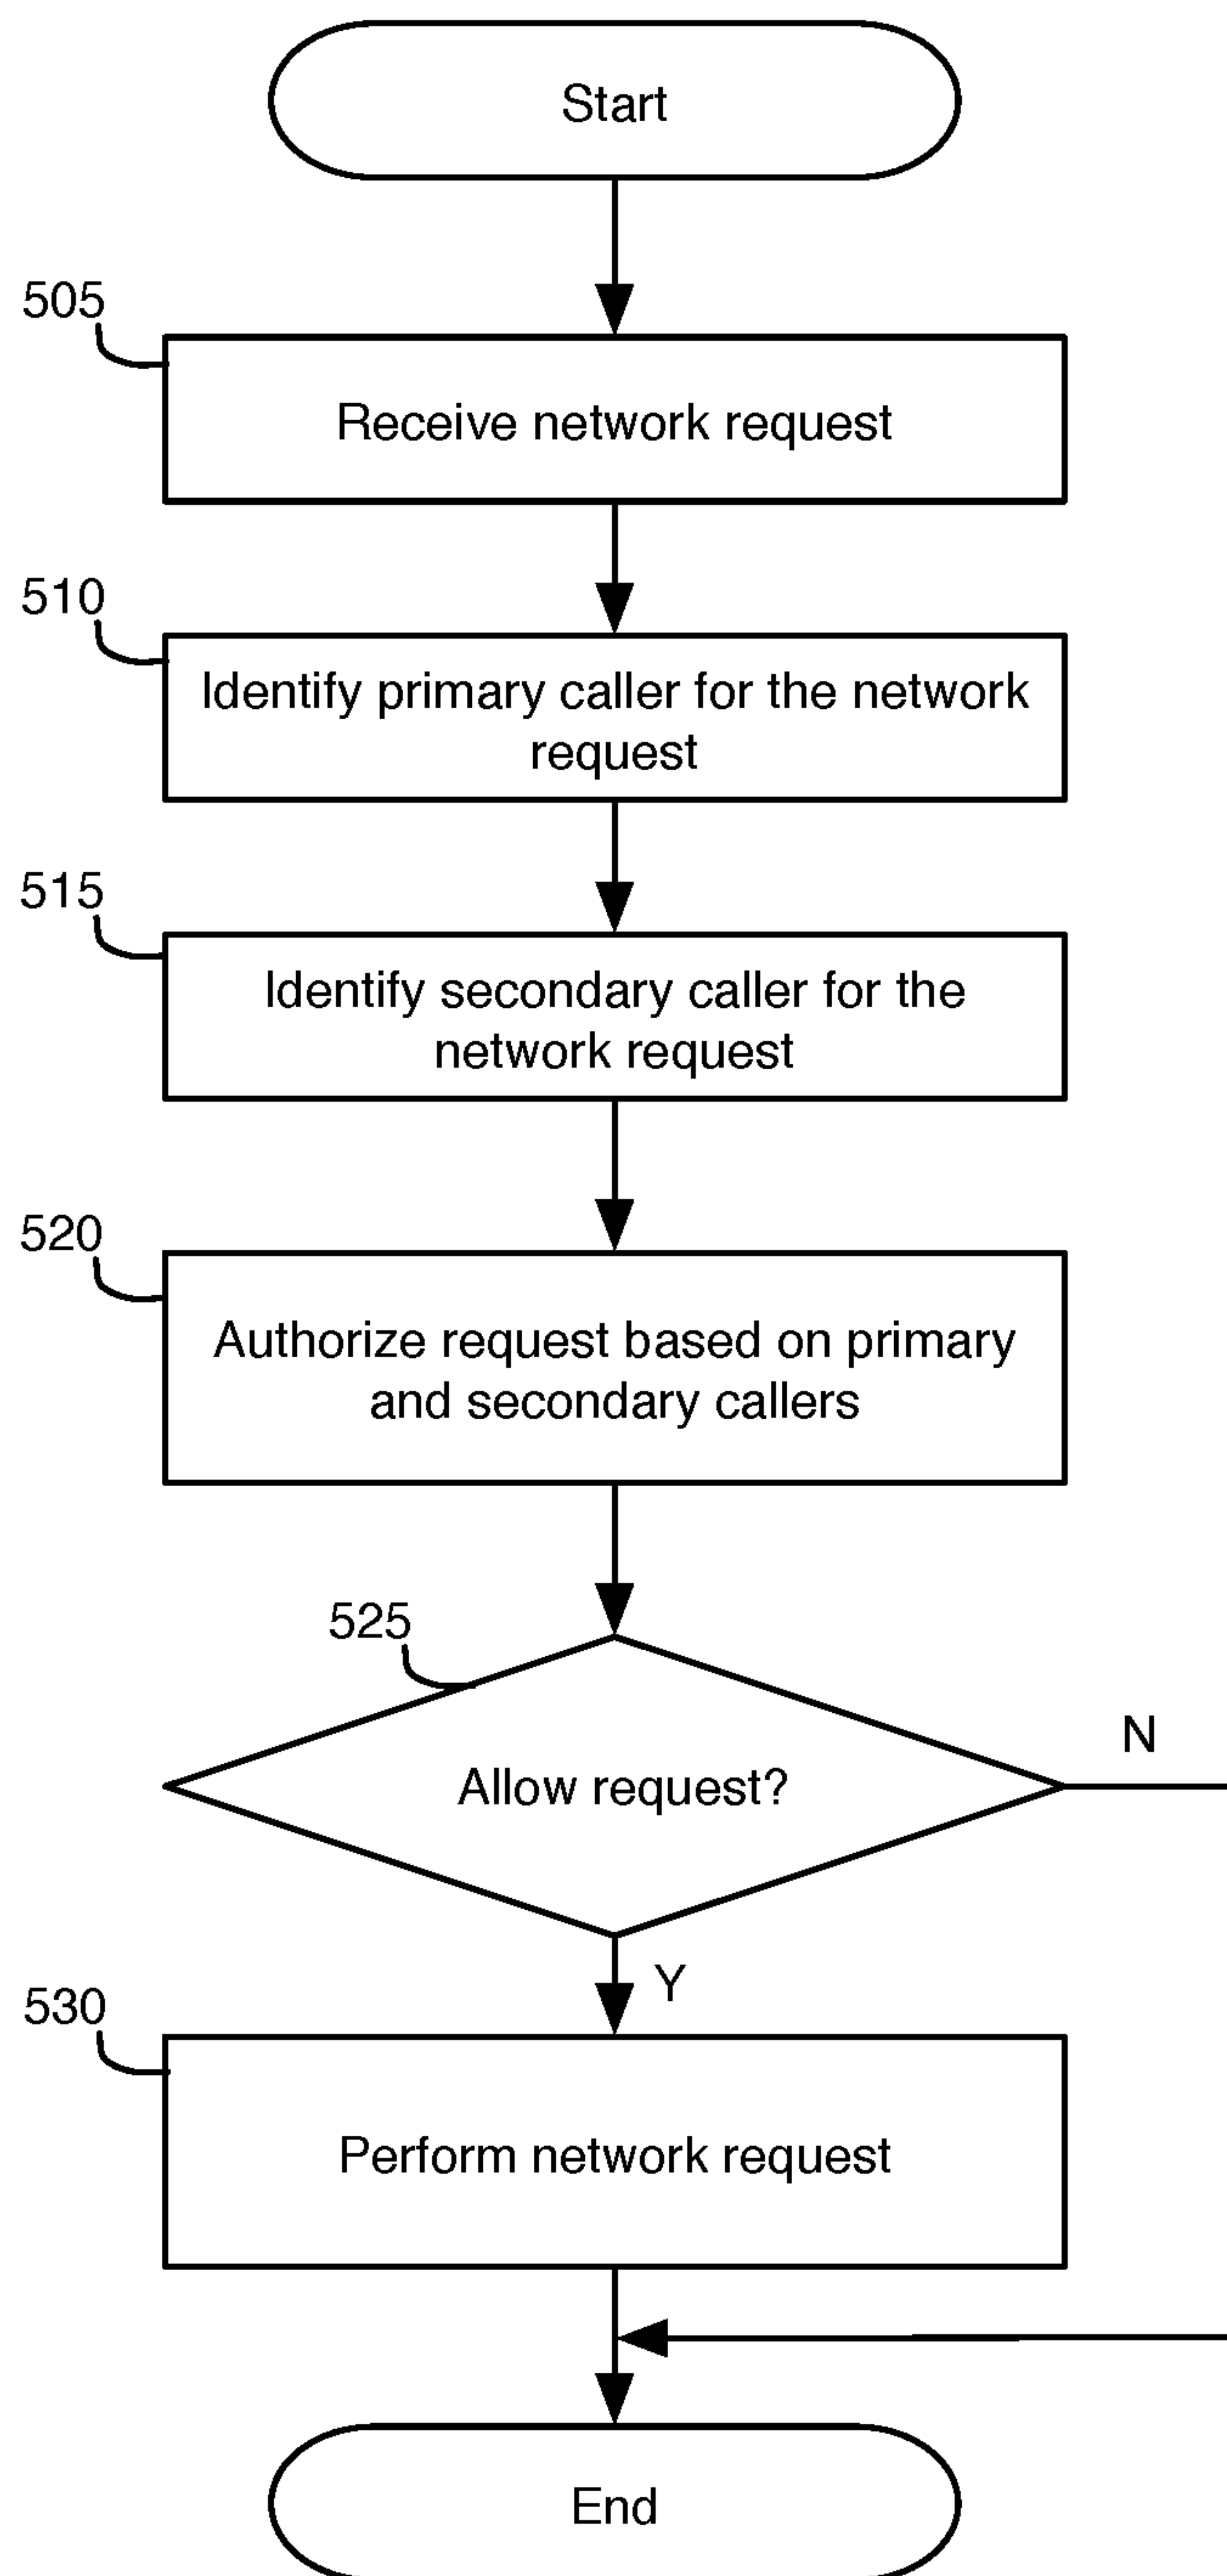 Start
505
Receive network request
510
Identify primary caller for the network
request
515
Identify secondary caller for the
network request
520
Authorize request based on primary
and secondary callers
525
Allow request?
N
Y
530
Perform network request
End